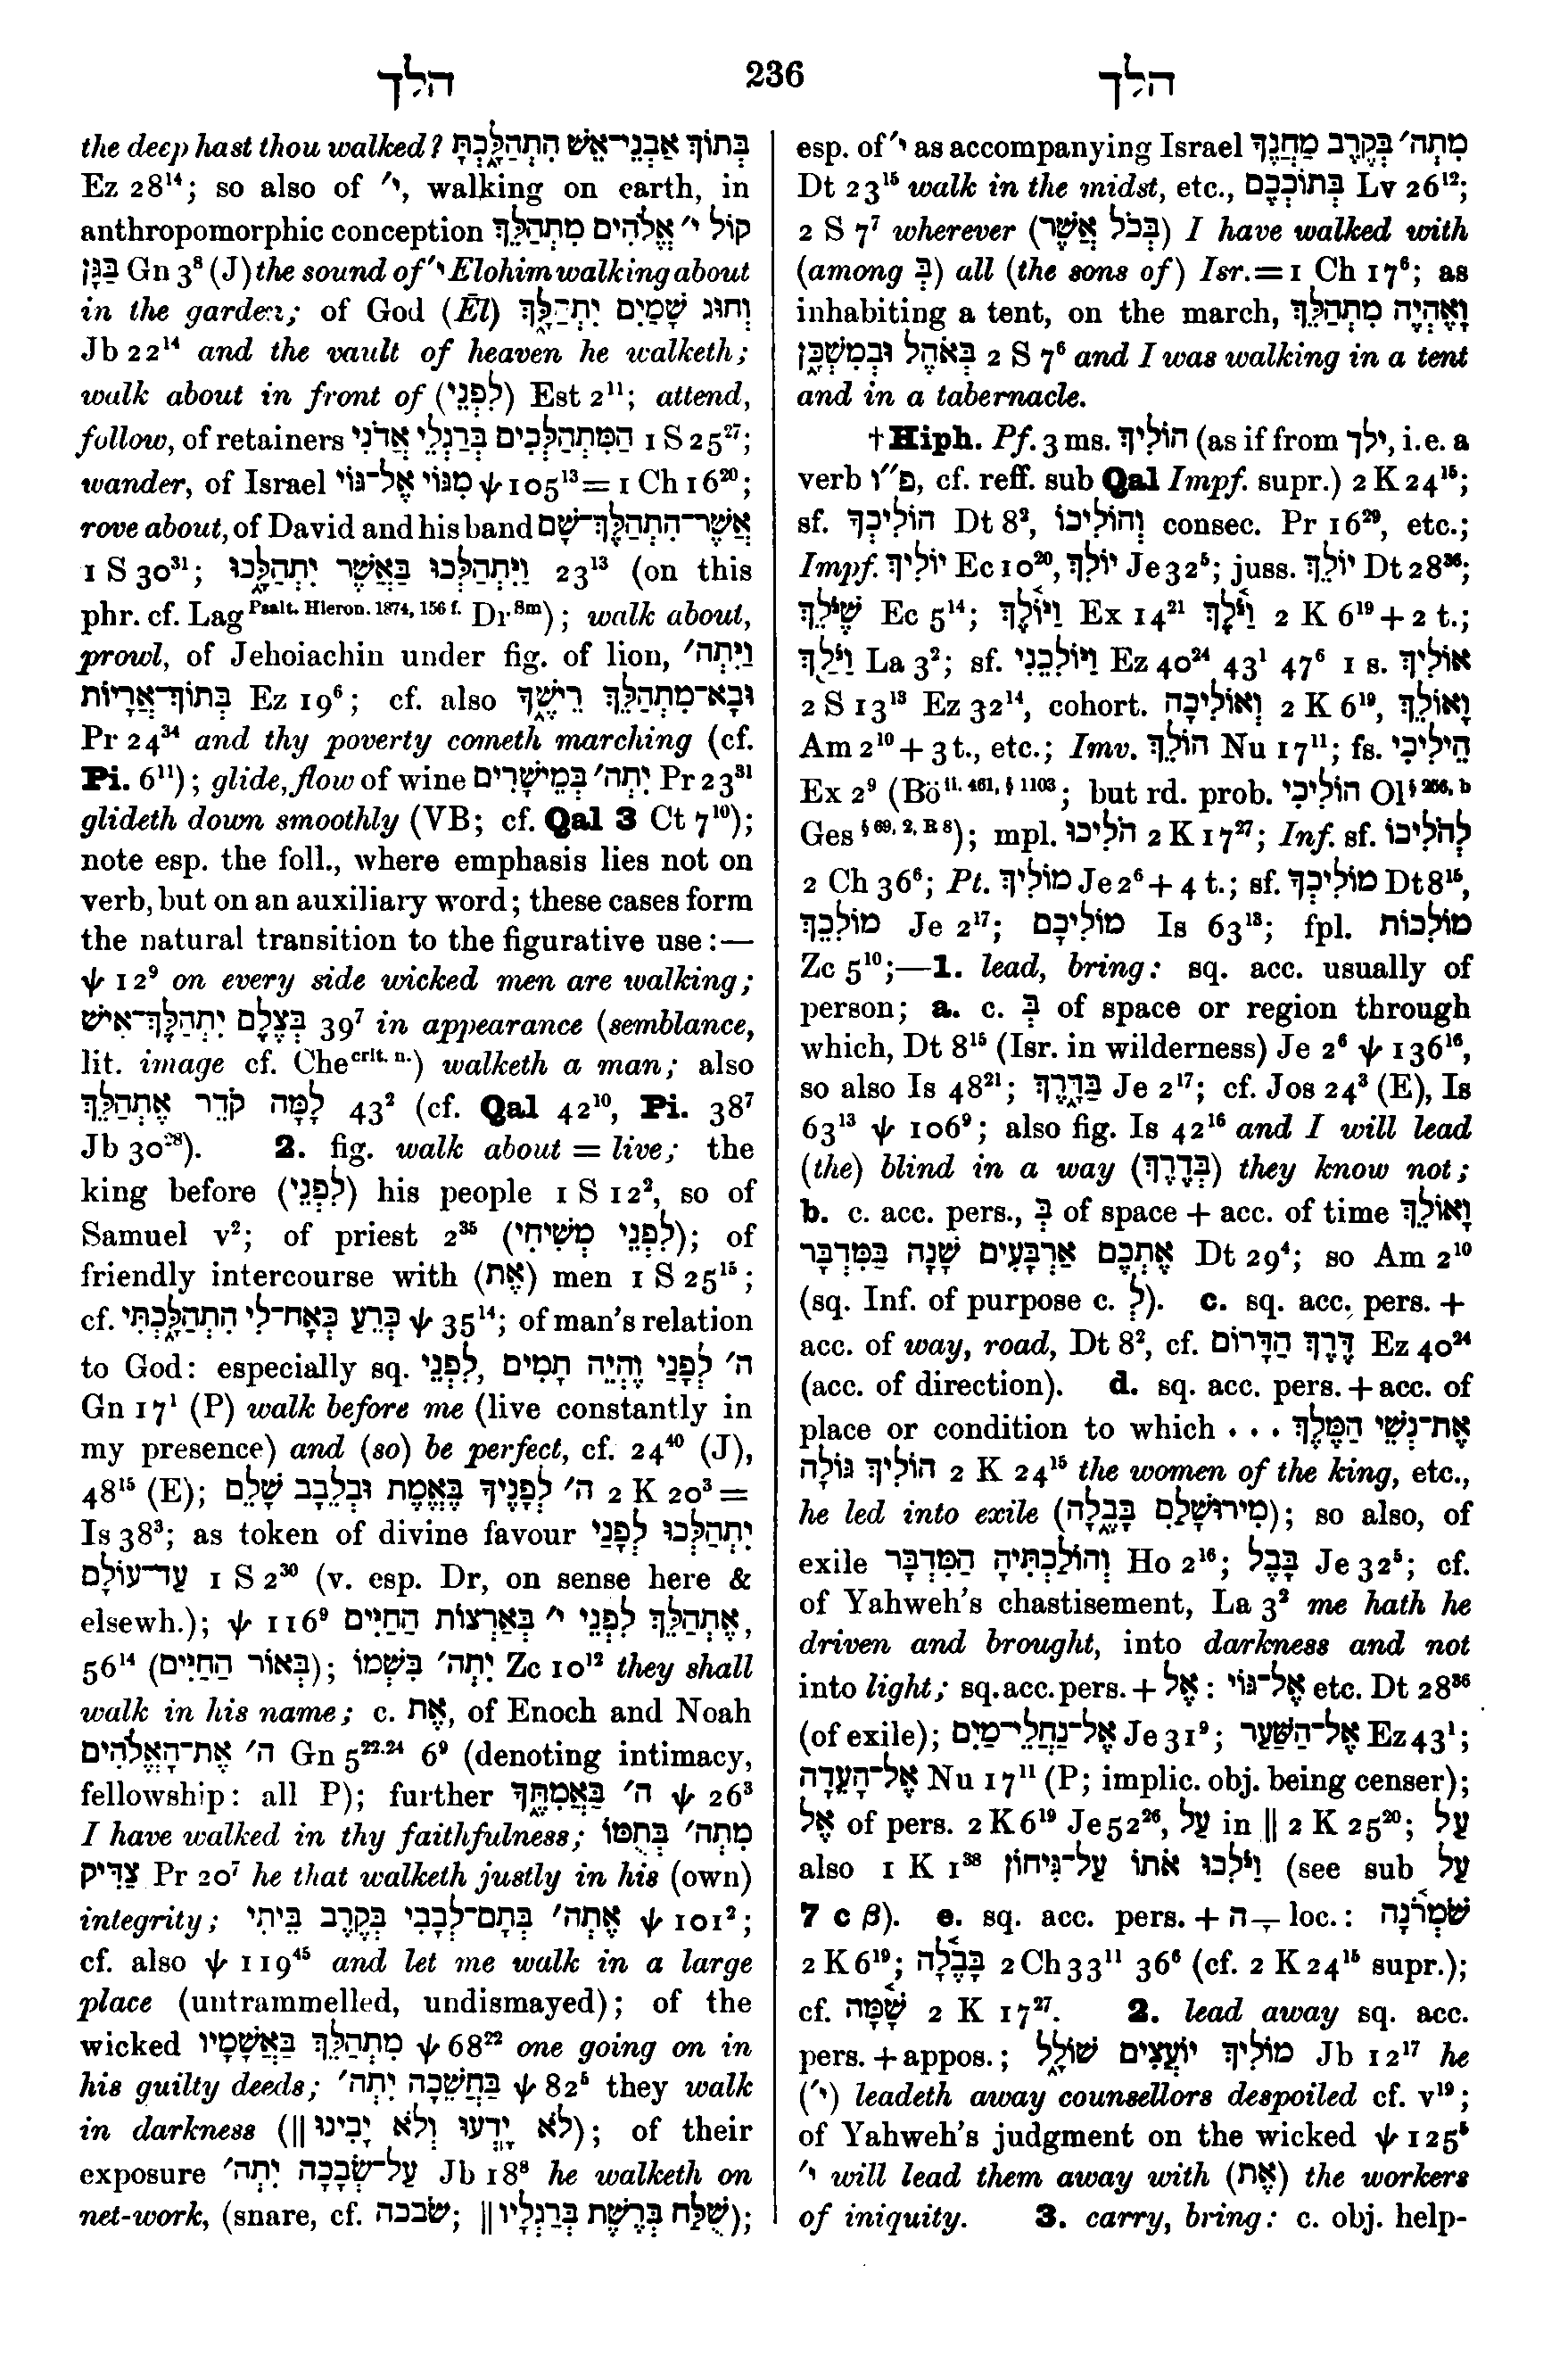 הלך 236 הלך
the deep hast thou walked? בְּתוֹךְ אַבְנֵי־אֵשׁ הִתְהַלָּ֑כְתָּ
Ez 28¹⁴; so also of י׳, walking on earth, in
anthropomorphic conception קוֹל י׳ אֱלֹהִים מִתְהַלֵּךְ
בַּגָּן Gn 3⁸ (J) the sound of י׳ Elohim walking about
in the garden; of God (Ēl) וְחוּג שָׁמַיִם יִתְהַלָּ֑ךְ
Jb 22¹⁴ and the vault of heaven he walketh;
walk about in front of (לִפְנֵי) Est 2¹¹; attend,
follow, of retainers הַמִּתְהַלְּכִים בְּרַגְלֵי אֲדֹנִי 1 S 25²⁷;
wander, of Israel מִגּוֹי אֶל־גּוֹי ψ 105¹³ = 1 Ch 16²⁰;
rove about, of David and his band אֲשֶׁר־הִתְהַלֶּךְ־שָׁם
1 S 30³¹; וַיִּתְהַלְּכוּ בַּאֲשֶׁר יִתְהַלָּ֑כוּ 23¹³ (on this
phr. cf. Lag Psalt. Hieron. 1874, 156 f. Dr Sm); walk about,
prowl, of Jehoiachin under fig. of lion, וַיִּתְה׳
בְּתוֹךְ־אֲרָיוֹת Ez 19⁶; cf. also וּבָא־מִתְהַלֵּךְ רֵישֶׁ֑ךָ
Pr 24³⁴ and thy poverty cometh marching (cf.
Pi. 6¹¹); glide, flow of wine יִתְה׳ בְּמֵישָׁרִים Pr 23³¹
glideth down smoothly (VB; cf. Qal 3 Ct 7¹⁰);
note esp. the foll., where emphasis lies not on
verb, but on an auxiliary word; these cases form
the natural transition to the figurative use:—
ψ 12⁹ on every side wicked men are walking;
בְּצֶלֶם יִתְהַלֶּךְ־אִישׁ 39⁷ in appearance (semblance,
lit. image cf. Che crit. n.) walketh a man; also
לָמָּה קֹדֵר אֶתְהַלֵּךְ 43² (cf. Qal 42¹⁰, Pi. 38⁷
Jb 30²⁸). 2. fig. walk about = live; the
king before (לִפְנֵי) his people 1 S 12², so of
Samuel v²; of priest 2³⁵ (לִפְנֵי מְשִׁיחִי); of
friendly intercourse with (אֶת) men 1 S 25¹⁵;
cf. כְּרֵעַ כְּאָח־לִי הִתְהַלָּ֑כְתִּי ψ 35¹⁴; of man's relation
to God: especially sq. לִפְנֵי, ה׳ לְפָנַי וֶהְיֵה תָמִים
Gn 17¹ (P) walk before me (live constantly in
my presence) and (so) be perfect, cf. 24⁴⁰ (J),
48¹⁵ (E); ה׳ לְפָנֶיךָ בֶּאֱמֶת וּבְלֵבָב שָׁלֵם 2 K 20³ =
Is 38³; as token of divine favour יִתְהַלְּכוּ לְפָנַי
עַד־עוֹלָם 1 S 2³⁰ (v. esp. Dr, on sense here &
elsewh.); ψ 116⁹ אֶתְהַלֵּךְ לִפְנֵי י׳ בְּאַרְצוֹת הַחַיִּים,
56¹⁴ (בְּאוֹר הַחַיִּים); יִתְה׳ בִּשְׁמוֹ Zc 10¹² they shall
walk in his name; c. אֶת, of Enoch and Noah
ה׳ אֶת־הָאֱלֹהִים Gn 5²²·²⁴ 6⁹ (denoting intimacy,
fellowship: all P); further ה׳ בַּאֲמִתֶּ֑ךָ ψ 26³
I have walked in thy faithfulness; מִתְה׳ בְּתֻמּוֹ
צַדִּיק Pr 20⁷ he that walketh justly in his (own)
integrity; אֶתְה׳ בְּתָם־לְבָבִי בְּקֶרֶב בֵּיתִי ψ 101²;
cf. also ψ 119⁴⁵ and let me walk in a large
place (untrammelled, undismayed); of the
wicked מִתְהַלֵּךְ בַּאֲשָׁמָיו ψ 68²² one going on in
his guilty deeds; בַּחֲשֵׁכָה יִתְה׳ ψ 82⁵ they walk
in darkness (‖ לֹא יָֽדְעוּ וְלֹא יָבִינוּ); of their
exposure עַל־שְׂבָכָה יִתְה׳ Jb 18⁸ he walketh on
net-work, (snare, cf. שׂבכה; ‖ שֻׁלַּח בְּרֶשֶׁת בְּרַגְלָיו);
esp. of י׳ as accompanying Israel מִתְה׳ בְּקֶרֶב מַחֲנֶךָ
Dt 23¹⁵ walk in the midst, etc., בְּתוֹכְכֶם Lv 26¹²;
2 S 7⁷ wherever (בְּכֹל אֲשֶׁר) I have walked with
(among בְּ) all (the sons of) Isr. = 1 Ch 17⁶; as
inhabiting a tent, on the march, וָאֶהְיֶה מִתְהַלֵּךְ
בְּאֹהֶל וּבְמִשְׁכָּ֑ן 2 S 7⁶ and I was walking in a tent
and in a tabernacle.
†Hiph. Pf. 3 ms. הוֹלִיךְ (as if from ילך, i.e. a
verb פ״ו, cf. reff. sub Qal Impf. supr.) 2 K 24¹⁵;
sf. הוֹלִיכְךָ Dt 8², וְהוֹלִיכוֹ consec. Pr 16²⁹, etc.;
Impf. יוֹלִיךְ Ec 10²⁰, יוֹלִךְ Je 32⁵; juss. יוֹלֵךְ Dt 28³⁶;
שֶׁיֹּלֵךְ Ec 5¹⁴; וַיּ֫וֹלֶךְ Ex 14²¹ וַיֹּ֫לֶךְ 2 K 6¹⁹ + 2 t.;
וַיֹּלַךְ La 3²; sf. וַיּוֹלִכֵנִי Ez 40²⁴ 43¹ 47⁶ 1 s. אוֹלִיךְ
2 S 13¹³ Ez 32¹⁴, cohort. וְאוֹלִיכָה 2 K 6¹⁹, וָאוֹלֵךְ
Am 2¹⁰ + 3 t., etc.; Imv. הוֹלֵךְ Nu 17¹¹; fs. הֵילִיכִי
Ex 2⁹ (Bö ii. 461, § 1103; but rd. prob. הוֹלִיכִי Ol § 256, b
Ges § 69, 2, R 8); mpl. הֹלִיכוּ 2 K 17²⁷; Inf. sf. לְהֹלִיכוֹ
2 Ch 36⁶; Pt. מוֹלִיךְ Je 2⁶ + 4 t.; sf. מוֹלִיכְךָ Dt 8¹⁵,
מוֹלִכֵךְ Je 2¹⁷; מוֹלִיכָם Is 63¹³; fpl. מוֹלִכוֹת
Zc 5¹⁰;—1. lead, bring: sq. acc. usually of
person; a. c. בְּ of space or region through
which, Dt 8¹⁵ (Isr. in wilderness) Je 2⁶ ψ 136¹⁶,
so also Is 48²¹; בַּדָּ֑רֶךְ Je 2¹⁷; cf. Jos 24³ (E), Is
63¹³ ψ 106⁹; also fig. Is 42¹⁶ and I will lead
(the) blind in a way (בְּדֶרֶךְ) they know not;
b. c. acc. pers., בְּ of space + acc. of time וָאוֹלֵךְ
אֶתְכֶם אַרְבָּעִים שָׁנָה בַּמִּדְבָּר Dt 29⁴; so Am 2¹⁰
(sq. Inf. of purpose c. לְ). c. sq. acc. pers. +
acc. of way, road, Dt 8², cf. דֶּרֶךְ הַדָּרוֹם Ez 40²⁴
(acc. of direction). d. sq. acc. pers. + acc. of
place or condition to which אֶת־נְשֵׁי הַמֶּלֶךְ . . .
הוֹלִיךְ גּוֹלָה 2 K 24¹⁵ the women of the king, etc.,
he led into exile (מִירוּשָׁלַםִ בָּבֶ֑לָה); so also, of
exile וְהוֹלַכְתִּיהָ הַמִּדְבָּר Ho 2¹⁶; בָּבֶל Je 32⁵; cf.
of Yahweh's chastisement, La 3² me hath he
driven and brought, into darkness and not
into light; sq. acc. pers. + אֶל: אֶל־גּוֹי etc. Dt 28³⁶
(of exile); אֶל־נַחֲלֵי־מַיִם Je 31⁹; אֶל־הַשַּׁעַר Ez 43¹;
אֶל־הָעֵדָה Nu 17¹¹ (P; implic. obj. being censer);
אֶל of pers. 2 K 6¹⁹ Je 52²⁶, עַל in ‖ 2 K 25²⁰; עַל
also 1 K 1³⁸ וַיֹּלִכוּ אֹתוֹ עַל־גִּיחוֹן (see sub עַל
7 c β). e. sq. acc. pers. + ־ָה loc.: שֹׁמְר֫וֹנָה
2 K 6¹⁹; בָּבֶ֫לָה 2 Ch 33¹¹ 36⁶ (cf. 2 K 24¹⁵ supr.);
cf. שָׁ֫מָּה 2 K 17²⁷. 2. lead away sq. acc.
pers. + appos.; מוֹלִיךְ יוֹעֲצִים שׁוֹלָ֑ל Jb 12¹⁷ he
(י׳) leadeth away counsellors despoiled cf. v¹⁹;
of Yahweh's judgment on the wicked ψ 125⁵
י׳ will lead them away with (אֶת) the workers
of iniquity. 3. carry, bring: c. obj. help-